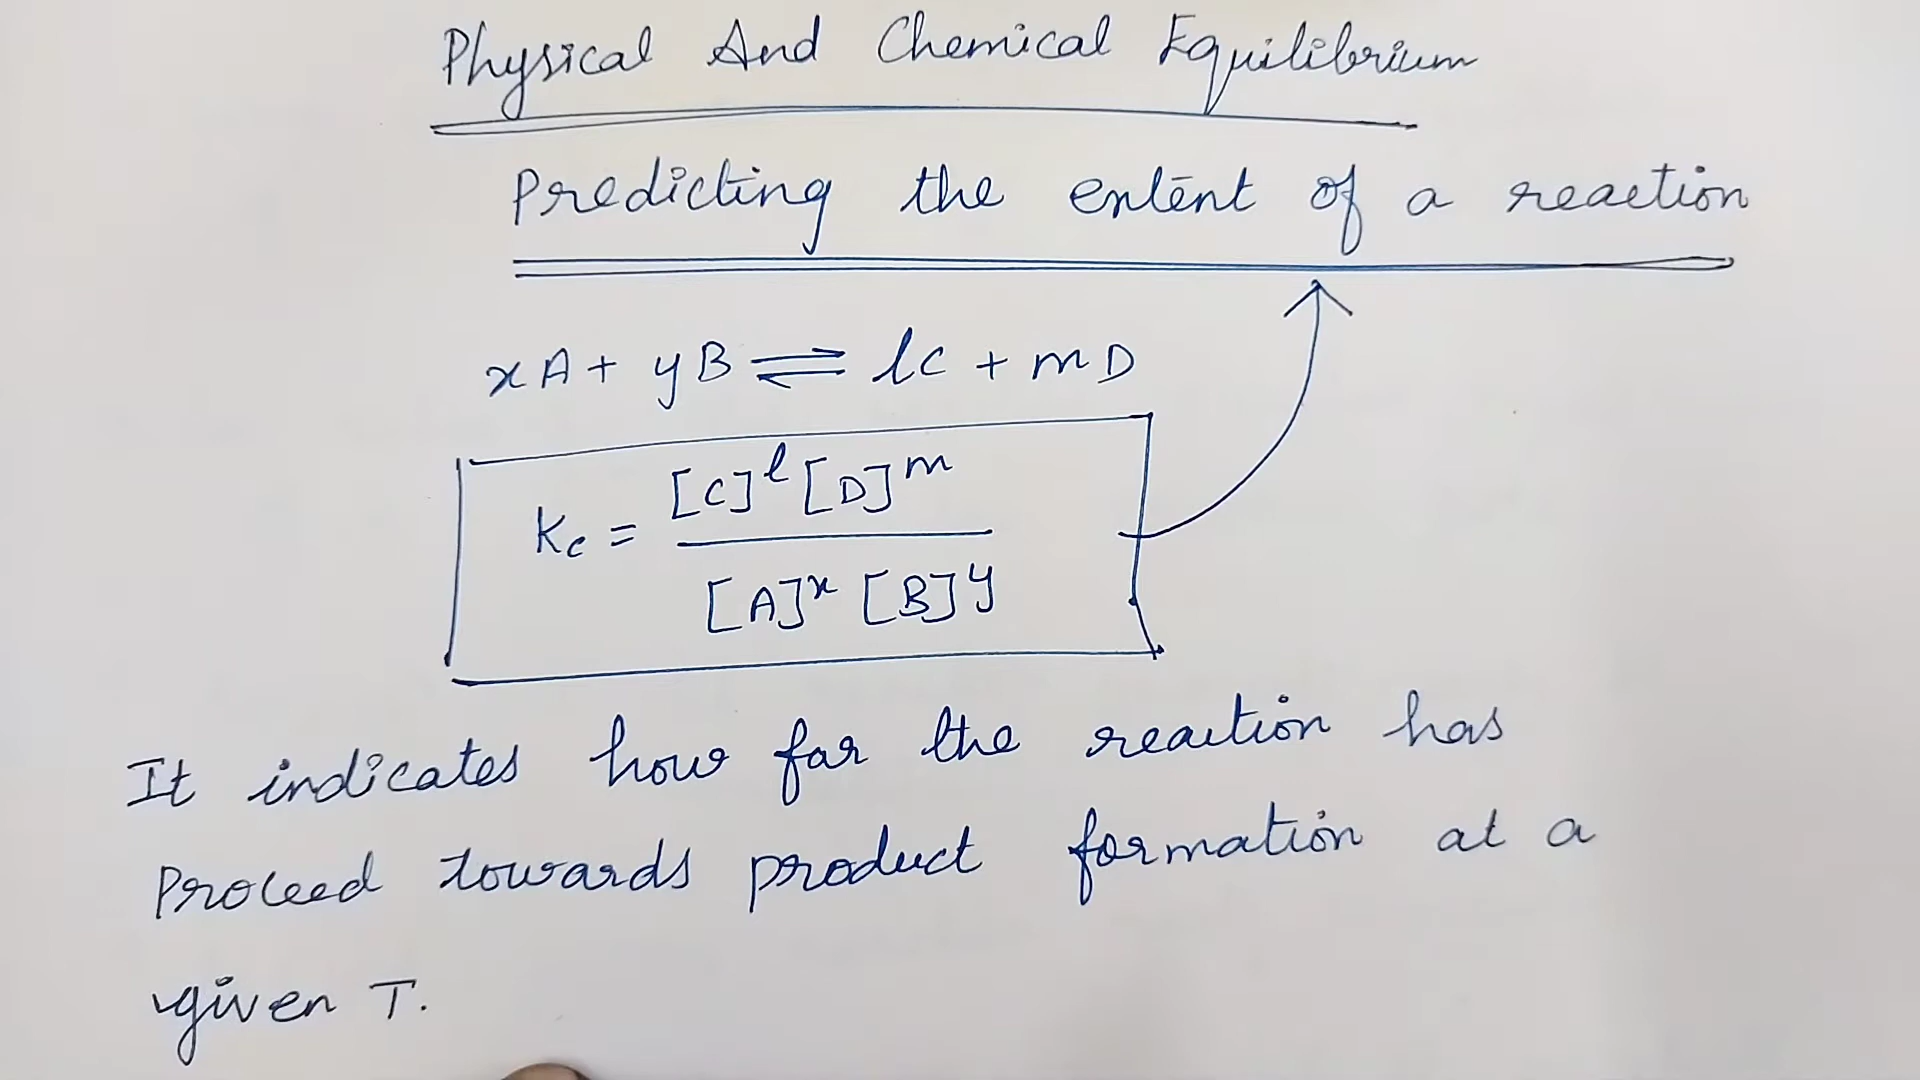 Physical And Chemical Equilibrium
Predicting the extent of a reaction
xA + yB ⇌ lC + mD
Kc = [C]^l [D]^m / [A]^x [B]^y
It indicates how far the reaction has
Proceed towards product formation at a
given T.